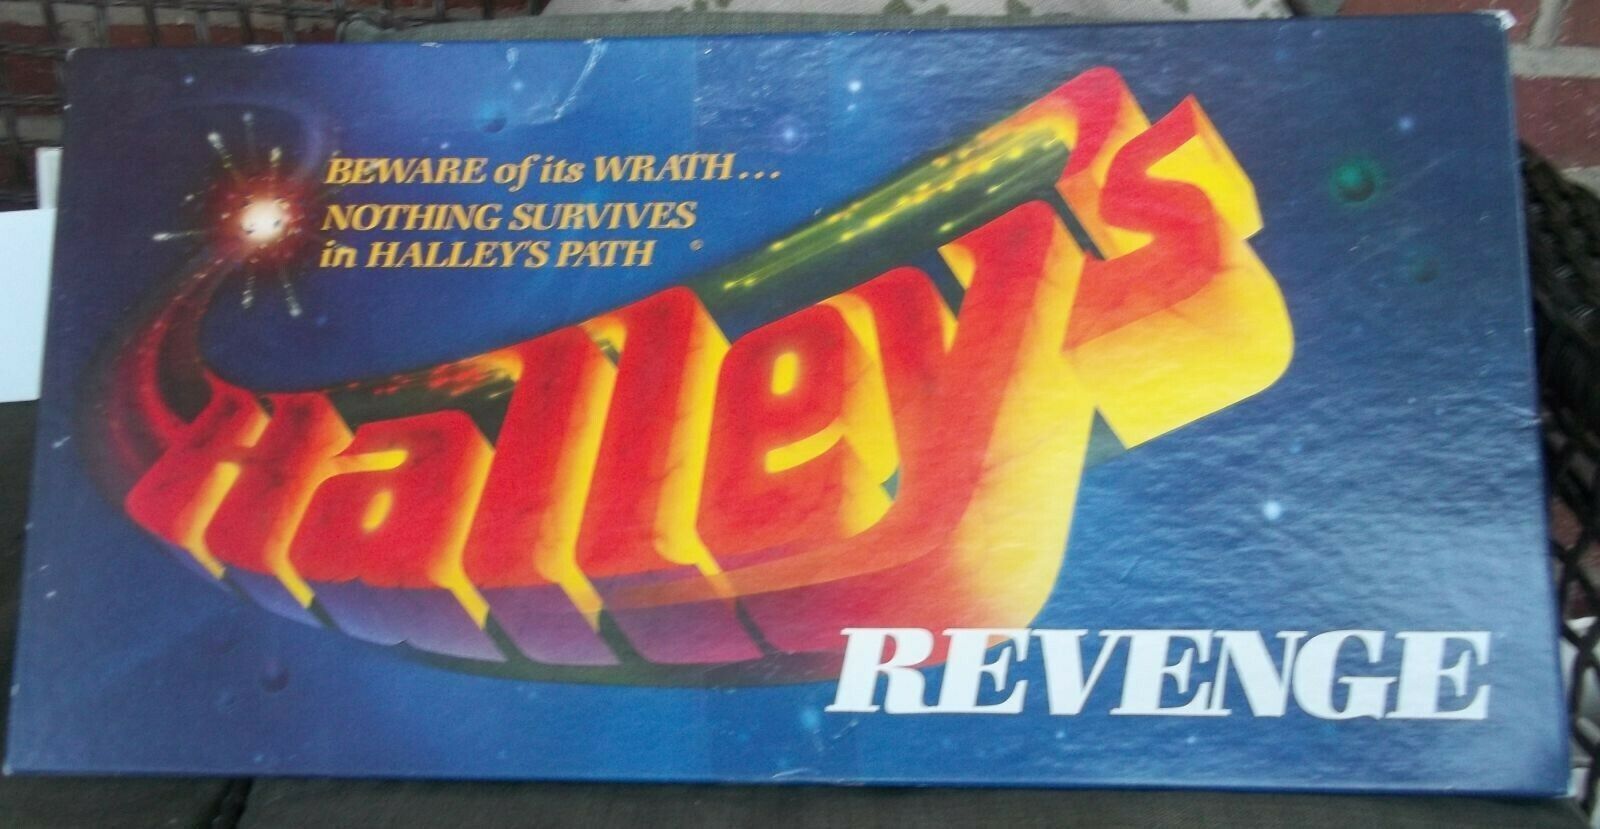 BEWARE of its WRATH...
NOTHING SURVIVES
in HALLEY'S PATH
Halley's
REVENGE